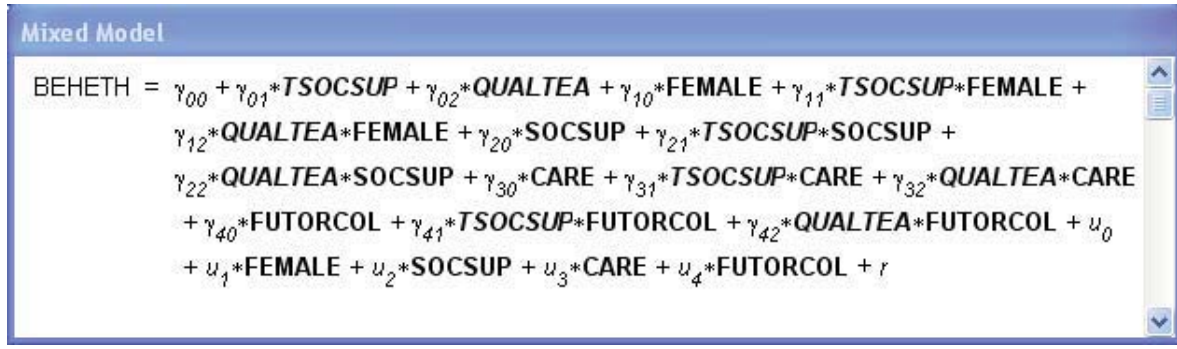 Mixed Model
BEHETH = γ00 + γ01*TSOCSUP + γ02*QUALTEA + γ10*FEMALE + γ11*TSOCSUP*FEMALE +
γ12*QUALTEA*FEMALE + γ20*SOCSUP + γ21*TSOCSUP*SOCSUP +
γ22*QUALTEA*SOCSUP + γ30*CARE + γ31*TSOCSUP*CARE + γ32*QUALTEA*CARE
+ γ40*FUTORCOL + γ41*TSOCSUP*FUTORCOL + γ42*QUALTEA*FUTORCOL + u0
+ u1*FEMALE + u2*SOCSUP + u3*CARE + u4*FUTORCOL + r